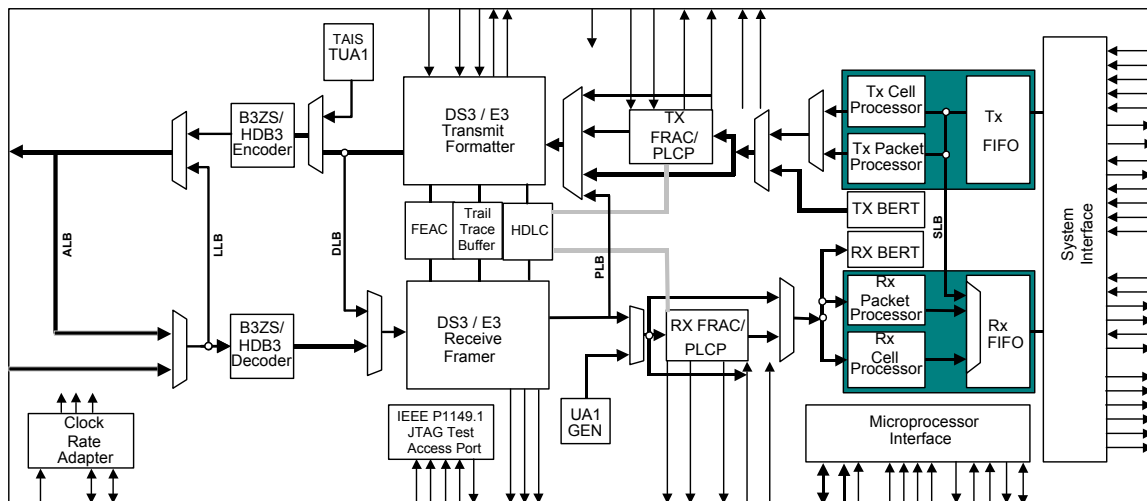 TAIS
TUA1
B3ZS/
HDB3
Encoder
DS3 / E3
Transmit
Formatter
TX
FRAC/
PLCP
Tx Cell
Processor
Tx Packet
Processor
Tx
FIFO
TX BERT
RX BERT
System
Interface
FEAC
Trail
Trace
Buffer
HDLC
ALB
LLB
DLB
PLB
SLB
B3ZS/
HDB3
Decoder
DS3 / E3
Receive
Framer
RX FRAC/
PLCP
Rx
Packet
Processor
Rx
Cell
Processor
Rx
FIFO
UA1
GEN
Clock
Rate
Adapter
IEEE P1149.1
JTAG Test
Access Port
Microprocessor
Interface